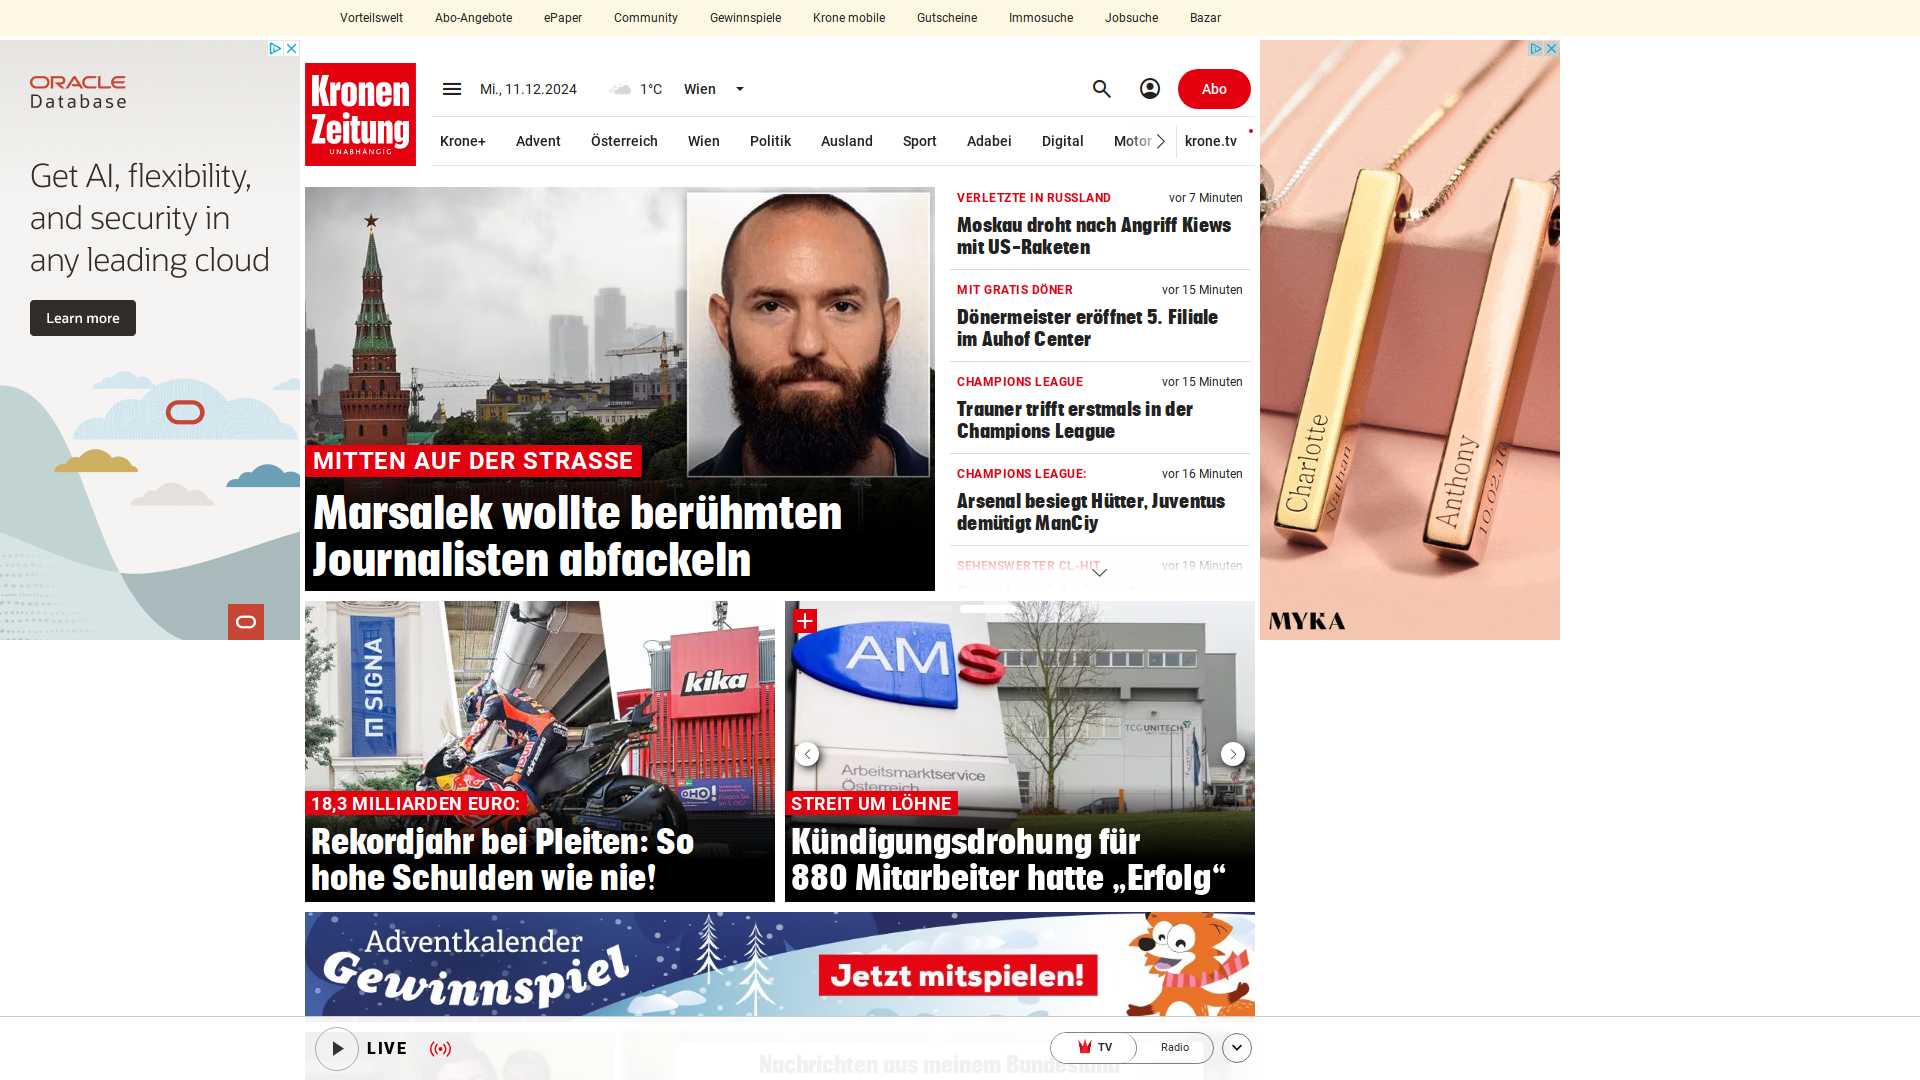 Vorteilswelt
Abo-Angebote
ePaper
Community
Gewinnspiele
Krone mobile
Gutscheine
Immosuche
Jobsuche
Bazar
ORACLE
Database
Get AI, flexibility,
and security in
any leading cloud
Learn more
Kronen
Zeitung
UNABHÄNGIG
Mi., 11.12.2024
1°C
Wien
Abo
Krone+
Advent
Österreich
Wien
Politik
Ausland
Sport
Adabei
Digital
Motor
krone.tv
MITTEN AUF DER STRASSE
Marsalek wollte berühmten
Journalisten abfackeln
VERLETZTE IN RUSSLAND
vor 7 Minuten
Moskau droht nach Angriff Kiews
mit US-Raketen
MIT GRATIS DÖNER
vor 15 Minuten
Dönermeister eröffnet 5. Filiale
im Auhof Center
CHAMPIONS LEAGUE
vor 15 Minuten
Trauner trifft erstmals in der
Champions League
CHAMPIONS LEAGUE:
vor 16 Minuten
Arsenal besiegt Hütter, Juventus
demütigt ManCiy
SEHENSWERTER CL-HIT
vor 19 Minuten
Charlotte
Nathan
Anthony
10.02.16
MYKA
SIGNA
kika
OHO!
18,3 MILLIARDEN EURO:
Rekordjahr bei Pleiten: So
hohe Schulden wie nie!
AMS
TCG UNITECH
Arbeitsmarktservice
Österreich
STREIT UM LÖHNE
Kündigungsdrohung für
880 Mitarbeiter hatte „Erfolg“
Adventkalender
Gewinnspiel
Jetzt mitspielen!
LIVE
TV
Radio
Nachrichten aus meinem Bundesland